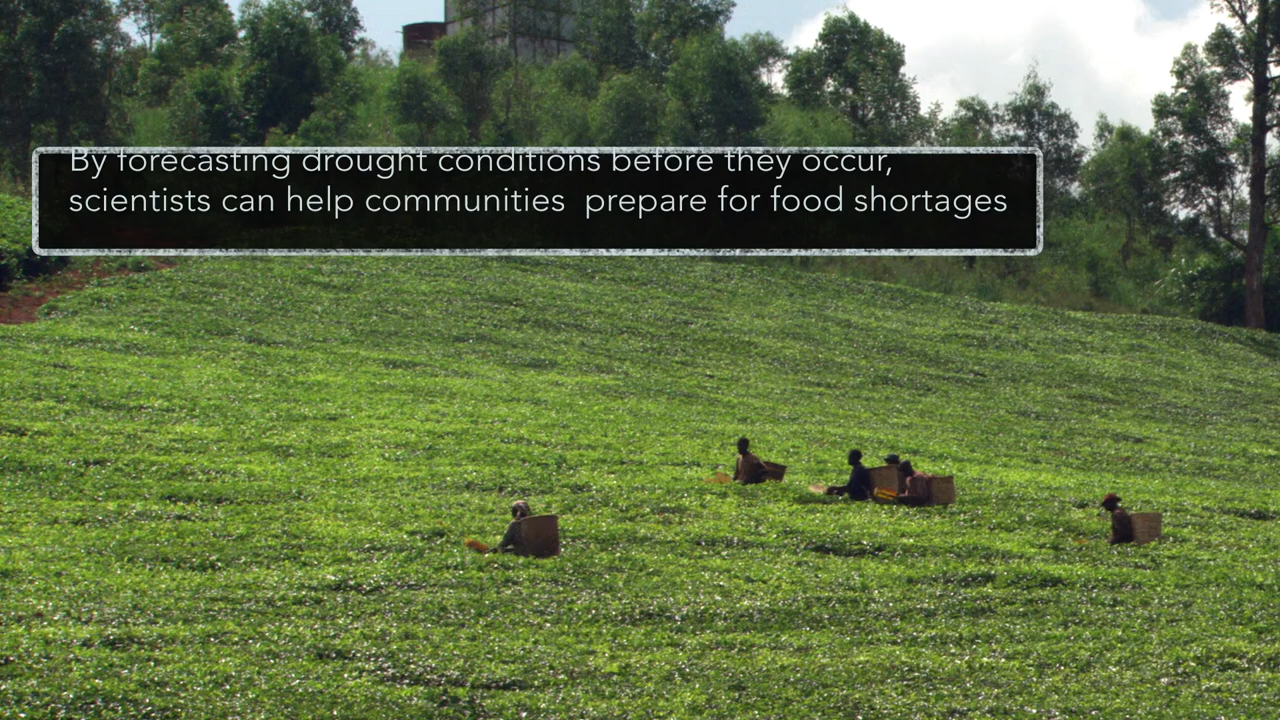 By forecasting drought conditions before they occur,
scientists can help communities  prepare for food shortages